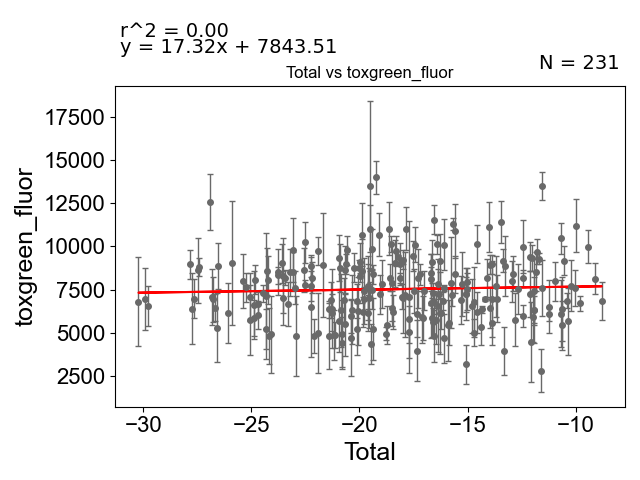 r^2 = 0.00
y = 17.32x + 7843.51
N = 231
Total vs toxgreen_fluor
17500
15000
12500
10000
7500
5000
2500
toxgreen_fluor
−30
−25
−20
−15
−10
Total